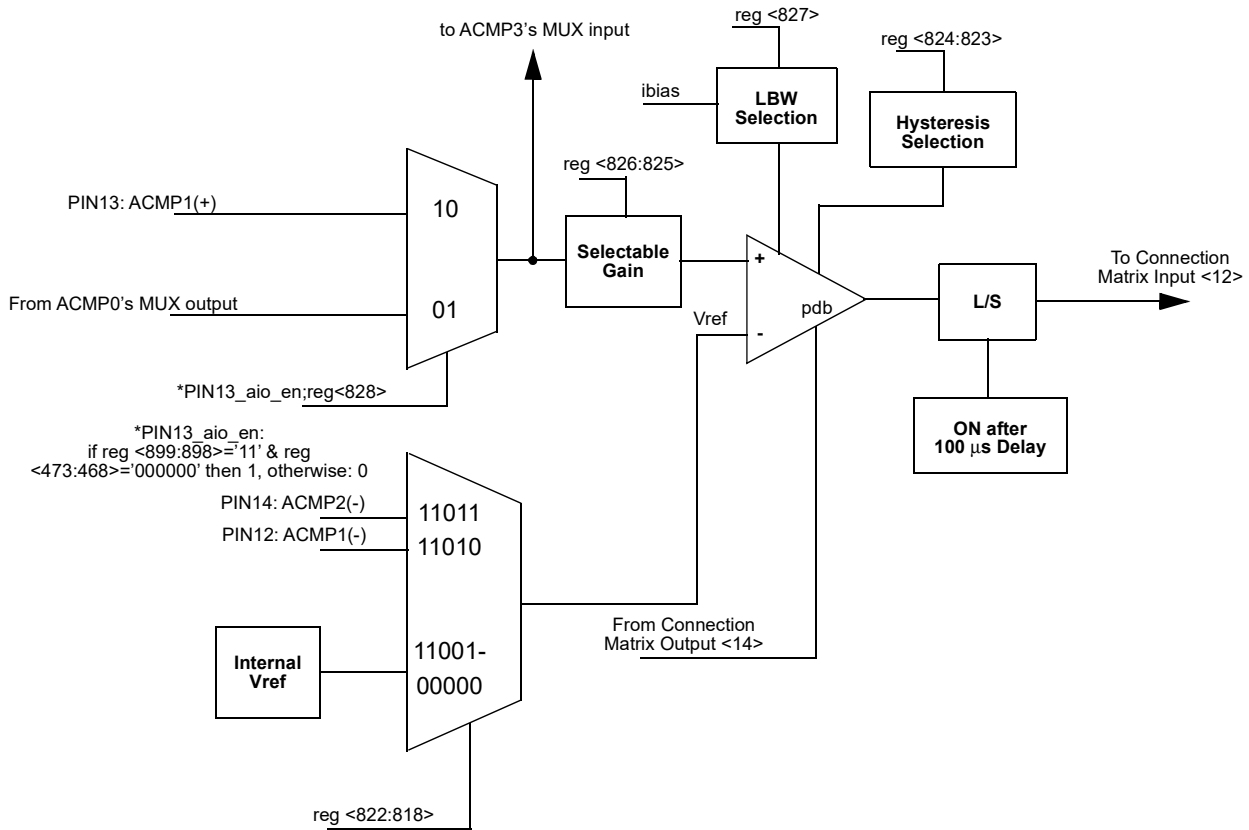 reg <827>
to ACMP3's MUX input
reg <824:823>
ibias
LBW
Selection
Hysteresis
Selection
reg <826:825>
PIN13: ACMP1(+)
10
Selectable
Gain
+
To Connection
Matrix Input <12>
From ACMP0's MUX output
01
L/S
pdb
Vref
-
*PIN13_aio_en;reg<828>
ON after
100 µs Delay
*PIN13_aio_en:
if reg <899:898>='11' & reg
<473:468>='000000' then 1, otherwise: 0
PIN14: ACMP2(-)
11011
PIN12: ACMP1(-)
11010
From Connection
Matrix Output <14>
11001-
00000
Internal
Vref
reg <822:818>